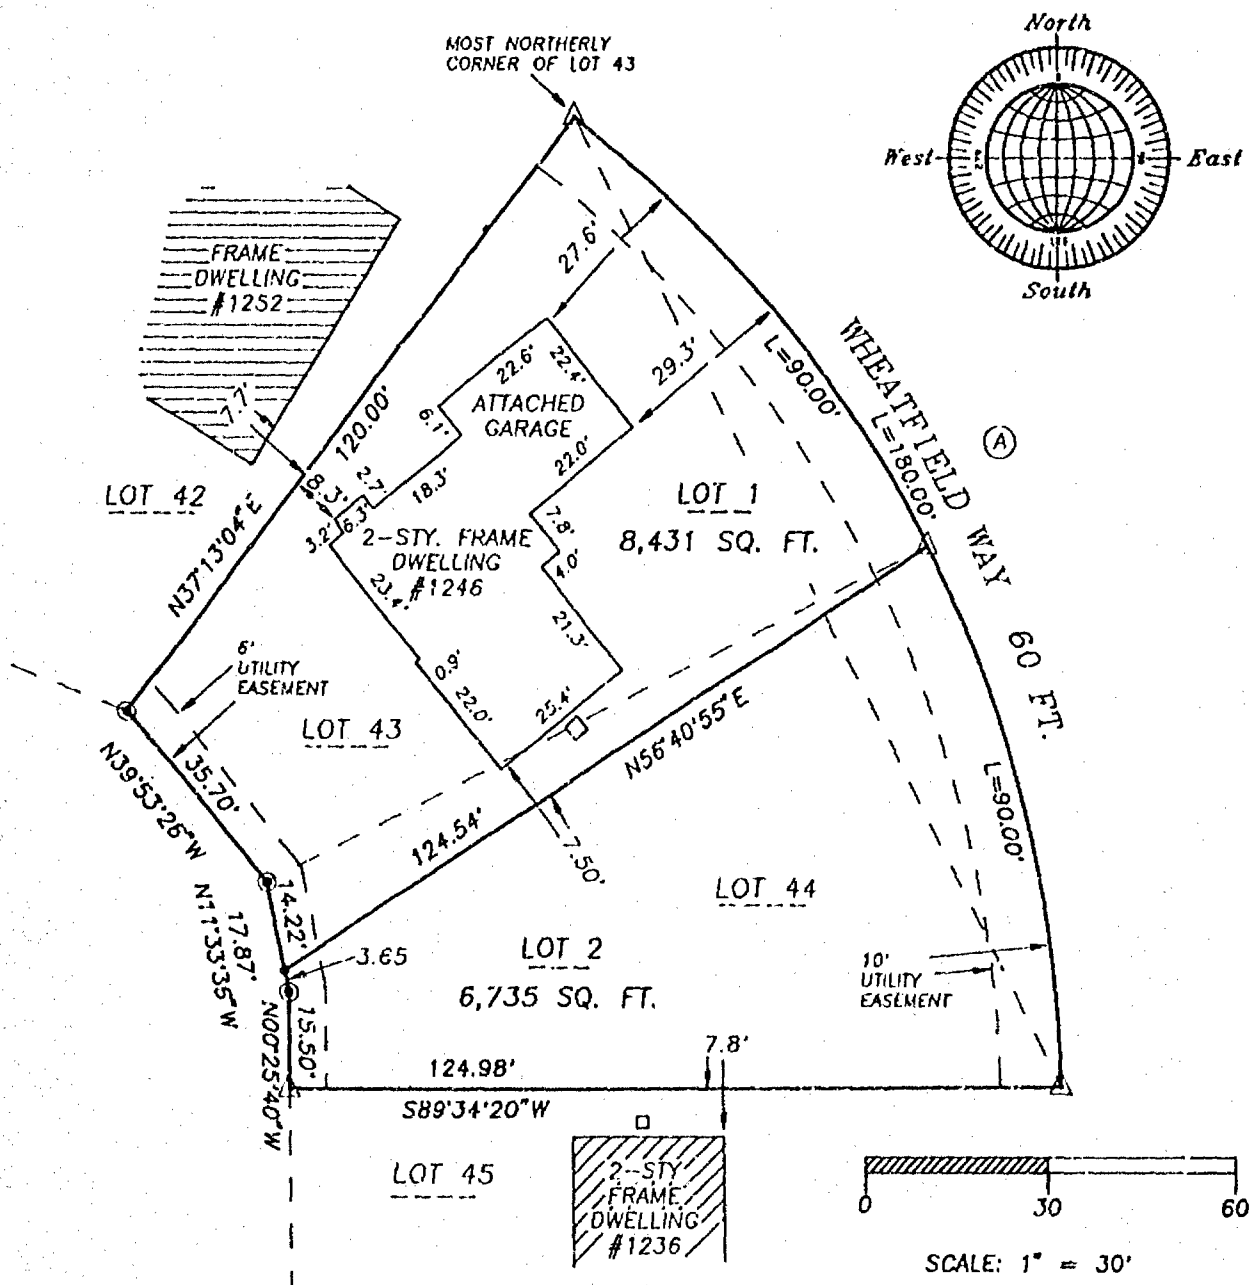 North
West
East
South
MOST NORTHERLY
CORNER OF LOT 43
FRAME
DWELLING
#1252
7.7'
27.6'
29.3'
L=90.00'
WHEATFIELD WAY 60 FT.
L=180.00'
A
120.00'
N37°13'04"E
LOT 42
22.6'
22.4'
6.1'
ATTACHED
GARAGE
22.0'
18.3'
2.7'
8.3'
6.3'
3.2'
LOT 1
8,431 SQ. FT.
7.8'
4.0'
2-STY. FRAME
DWELLING
#1246
23.4'
21.3'
0.9'
22.0'
25.4'
6'
UTILITY
EASEMENT
LOT 43
N56°40'55"E
35.70'
N39°53'26"W
124.54'
7.50'
L=90.00'
LOT 44
14.22'
17.87'
N11°33'35"W
3.65
LOT 2
6,735 SQ. FT.
10'
UTILITY
EASEMENT
15.50'
N00°25'40"W
124.98'
S89°34'20"W
7.8'
LOT 45
2-STY
FRAME
DWELLING
#1236
0 30 60
SCALE: 1" = 30'